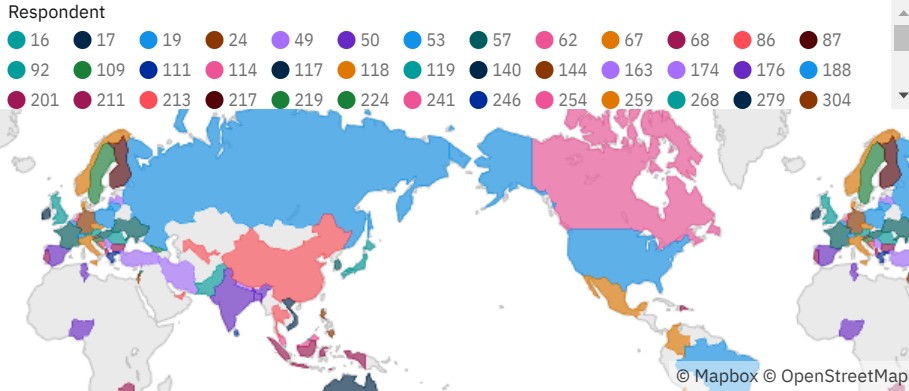 Respondent
16 17 19 24 49 50 53 57 62 67 68 86 87
92 109 111 114 117 118 119 140 144 163 174 176 188
201 211 213 217 219 224 241 246 254 259 268 279 304
© Mapbox © OpenStreetMap